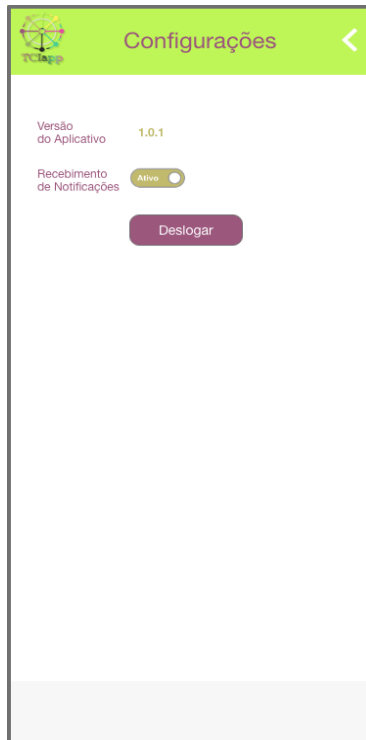 TCIapp
Configurações
Versão
do Aplicativo
1.0.1
Recebimento
de Notificações
Ativo
Deslogar